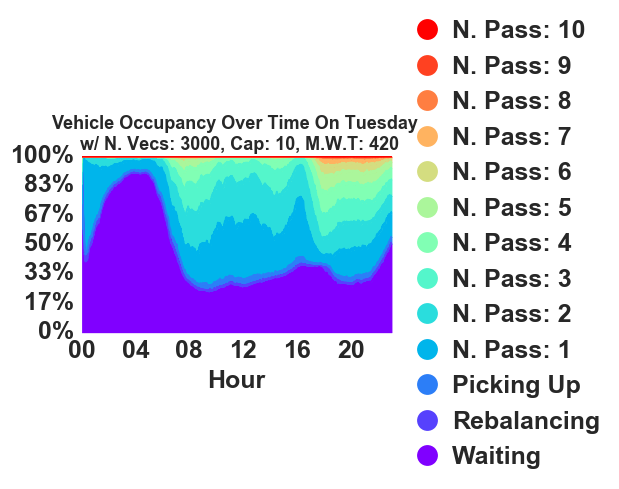 Vehicle Occupancy Over Time On Tuesday
w/ N. Vecs: 3000, Cap: 10, M.W.T: 420
100%
83%
67%
50%
33%
17%
0%
00 04 08 12 16 20
Hour
N. Pass: 10
N. Pass: 9
N. Pass: 8
N. Pass: 7
N. Pass: 6
N. Pass: 5
N. Pass: 4
N. Pass: 3
N. Pass: 2
N. Pass: 1
Picking Up
Rebalancing
Waiting